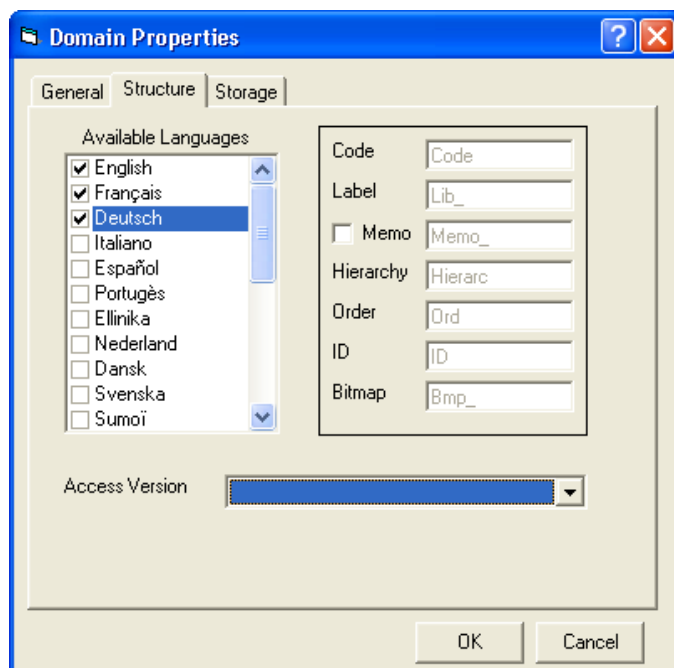 Domain Properties
General Structure Storage
Available Languages
English
Français
Deutsch
Italiano
Español
Portugès
Ellinika
Nederland
Dansk
Svenska
Sumoï
Code Code
Label Lib_
Memo Memo_
Hierarchy Hierarc
Order Ord
ID ID
Bitmap Bmp_
Access Version
OK Cancel